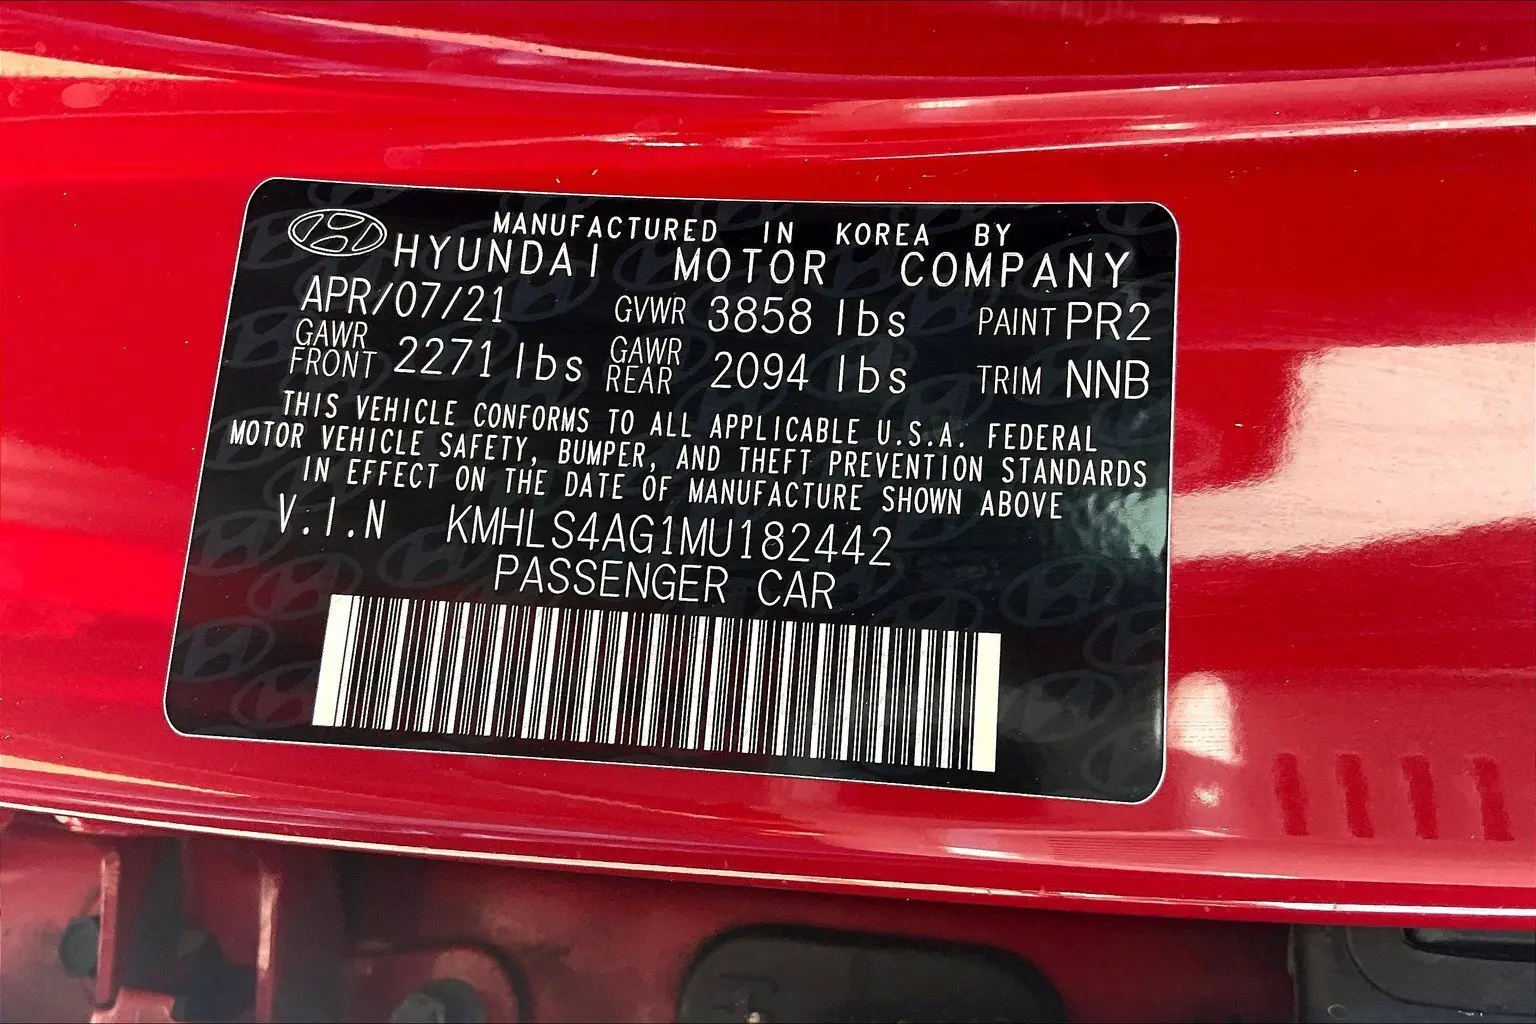 MANUFACTURED IN KOREA BY
HYUNDAI MOTOR COMPANY
APR/07/21 GVWR 3858 lbs PAINT PR2
GAWR FRONT 2271 lbs GAWR REAR 2094 lbs TRIM NNB
THIS VEHICLE CONFORMS TO ALL APPLICABLE U.S.A. FEDERAL
MOTOR VEHICLE SAFETY, BUMPER, AND THEFT PREVENTION STANDARDS
IN EFFECT ON THE DATE OF MANUFACTURE SHOWN ABOVE
V.I.N KMHLS4AG1MU182442
PASSENGER CAR